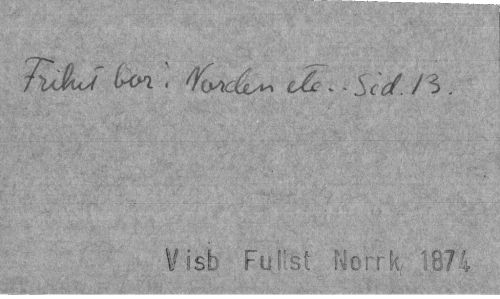 Frihet bor i Norden etc.. Sid. 13.
Visb Fullst Norrk 1874